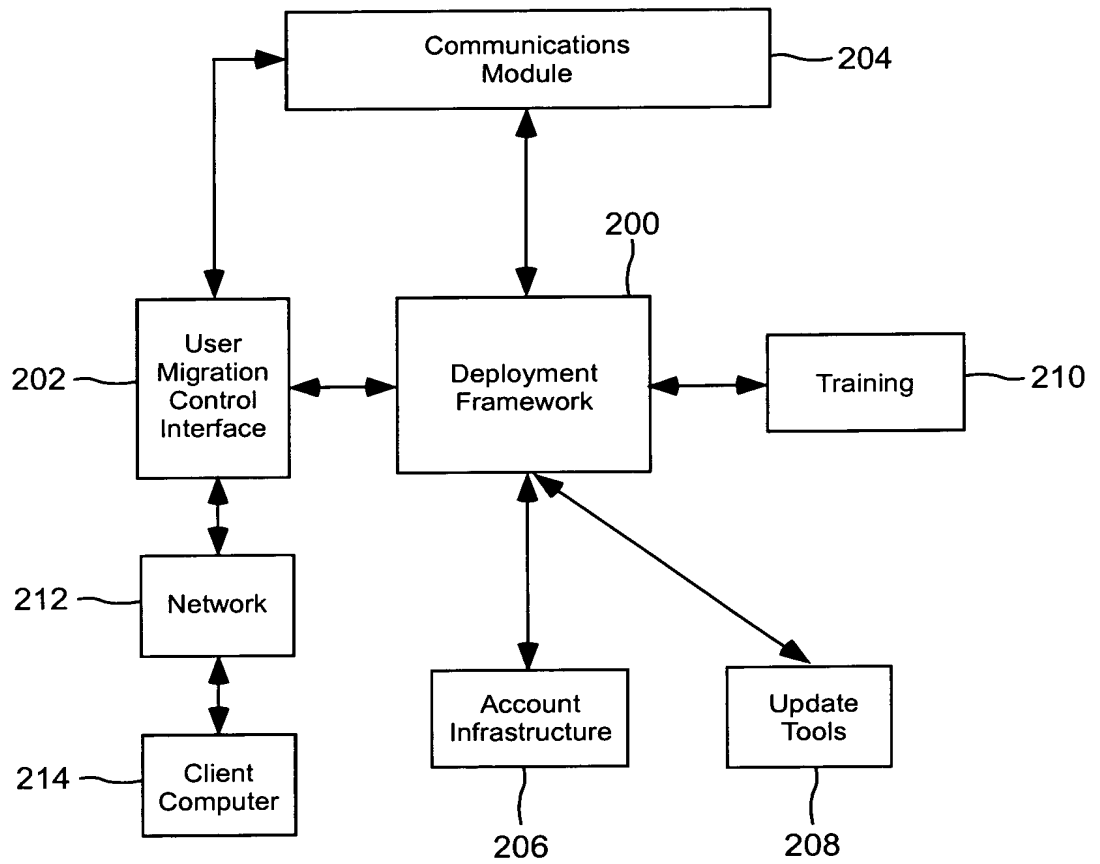 Communications
Module
204
200
User
Migration
Control
Interface
202
Deployment
Framework
Training
210
212
Network
Account
Infrastructure
Update
Tools
214
Client
Computer
206
208